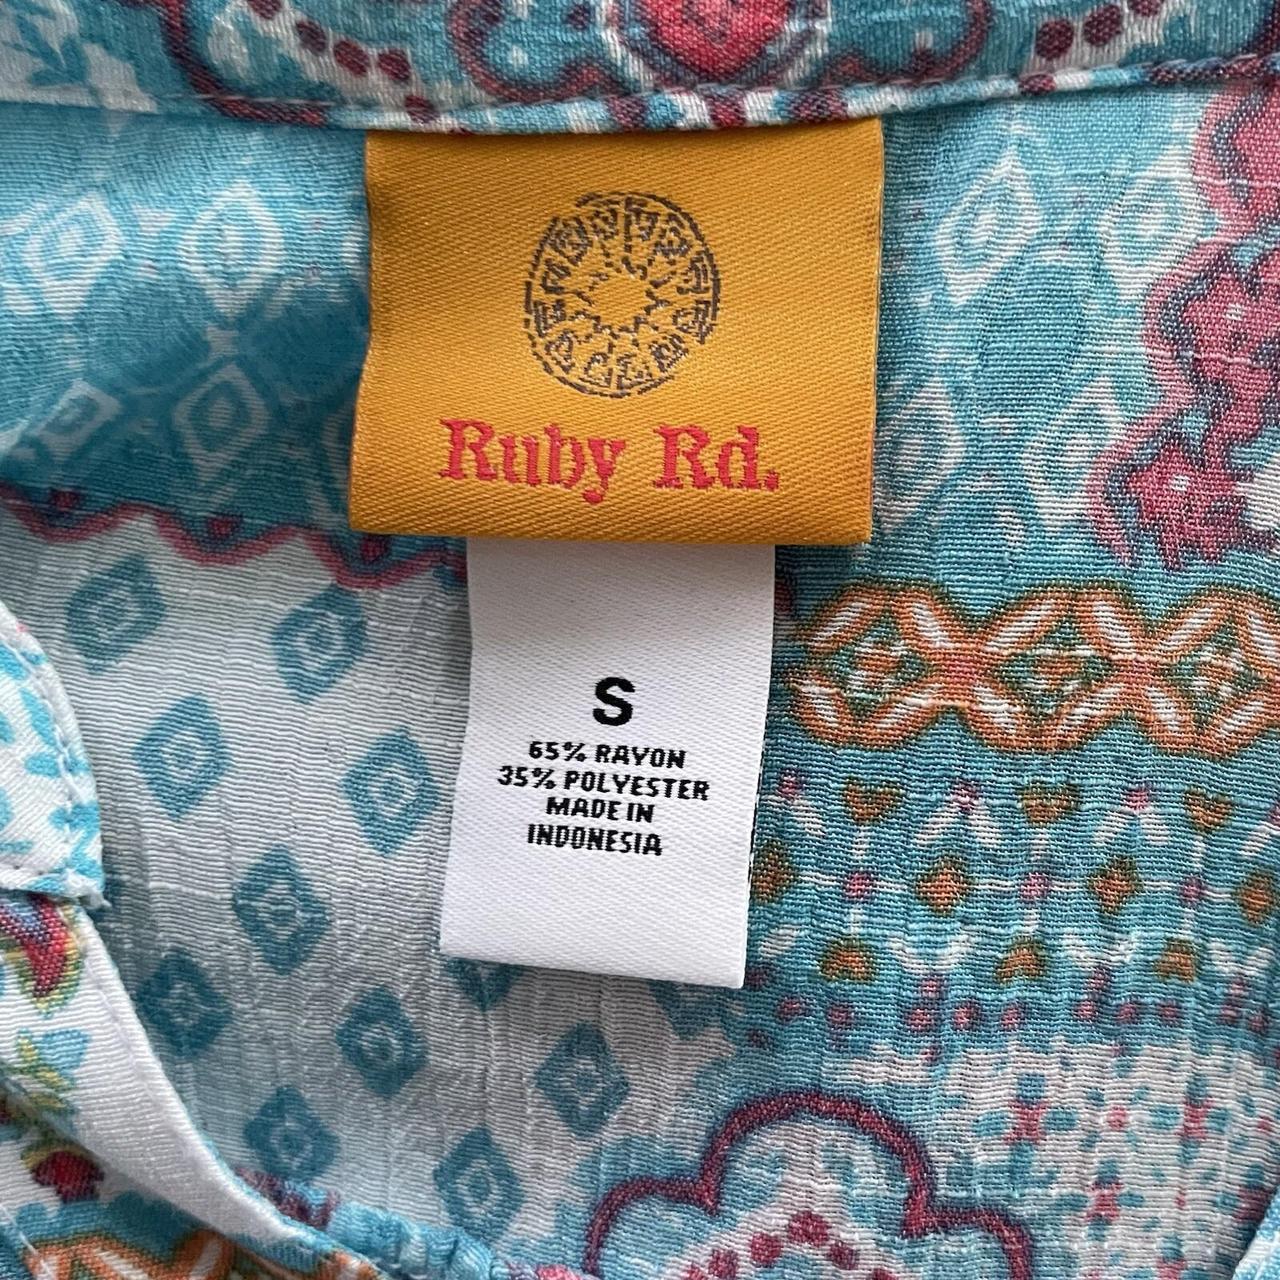 Ruby Rd.
S
65% RAYON
35% POLYESTER
MADE IN
INDONESIA